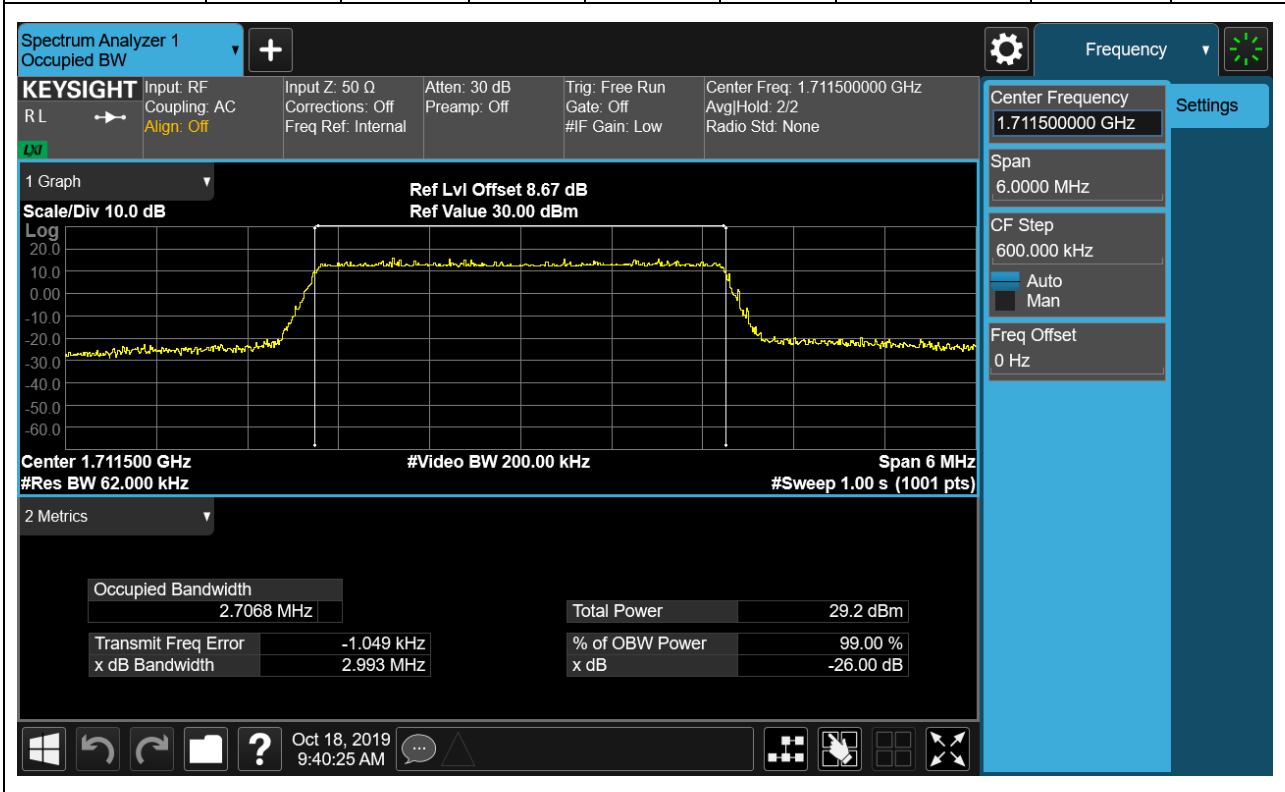 Spectrum Analyzer 1
Occupied BW
+
Frequency
KEYSIGHT
R L
LXI
Input: RF
Coupling: AC
Align: Off
Input Z: 50 Ω
Corrections: Off
Freq Ref: Internal
Atten: 30 dB
Preamp: Off
Trig: Free Run
Gate: Off
#IF Gain: Low
Center Freq: 1.711500000 GHz
Avg|Hold: 2/2
Radio Std: None
Center Frequency
1.711500000 GHz
Settings
Span
6.0000 MHz
CF Step
600.000 kHz
Auto
Man
Freq Offset
0 Hz
1 Graph
Scale/Div 10.0 dB
Ref Lvl Offset 8.67 dB
Ref Value 30.00 dBm
Log
20.0
10.0
0.00
-10.0
-20.0
-30.0
-40.0
-50.0
-60.0
Center 1.711500 GHz
#Video BW 200.00 kHz
Span 6 MHz
#Res BW 62.000 kHz
#Sweep 1.00 s (1001 pts)
2 Metrics
Occupied Bandwidth
2.7068 MHz
Total Power 29.2 dBm
Transmit Freq Error -1.049 kHz
% of OBW Power 99.00 %
x dB Bandwidth 2.993 MHz
x dB -26.00 dB
?
Oct 18, 2019
9:40:25 AM